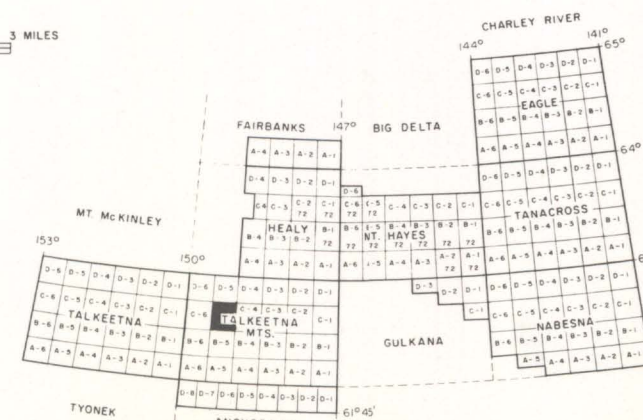 3 MILES
CHARLEY RIVER
144° 141°
65°
D-6 D-5 D-4 D-3 D-2 D-1
C-6 C-5 C-4 C-3 C-2 C-1
EAGLE
B-6 B-5 B-4 B-3 B-2 B-1
A-6 A-5 A-4 A-3 A-2 A-1
64°
FAIRBANKS 147° BIG DELTA
A-4 A-3 A-2 A-1
D-4 D-3 D-2 D-1
C-4 C-3 C-2 72 C-1 72
HEALY
B-4 B-3 B-2 B-1 72
A-4 A-3 A-2 A-1
D-6
C-6 72 C-5 72 C-4 C-3 C-2 C-1
MT. HAYES
B-6 72 72 B-4 72 B-3 72 B-2 72 B-1 72
A-6 A-4 A-3 A-2 72 A-1 72
D-6 D-5 D-4 D-3 D-2 D-1
C-6 C-5 C-4 C-3 C-2 C-1
TANACROSS
B-6 B-5 B-4 B-3 B-2 B-1
A-6 A-5 A-4 A-3 A-2 A-1
MT. McKINLEY
153° 150°
D-6 D-5 D-4 D-3 D-2 D-1
C-6 C-5 C-4 C-3 C-2 C-1
TALKEETNA
B-6 B-5 B-4 B-3 B-2 B-1
A-6 A-5 A-4 A-3 A-2 A-1
D-6 D-5 D-4 D-3 D-2 D-1
C-6 C-4 C-3 C-2 C-1
TALKEETNA
MTS.
B-6 B-5 B-4 B-3 B-2 B-1
A-6 A-5 A-4 A-3 A-2 A-1
D-3 D-2 D-1
C-1
GULKANA
D-6 D-5 D-4 D-3 D-2 D-1
C-6 C-5 C-4 C-3 C-2 C-1
NABESNA
B-6 B-5 B-4 B-3 B-2 B-1
A-5 A-4 A-3 A-2 A-1
D-8 D-7 D-6 D-5 D-4 D-3 D-2 D-1
TYONEK
61°45'